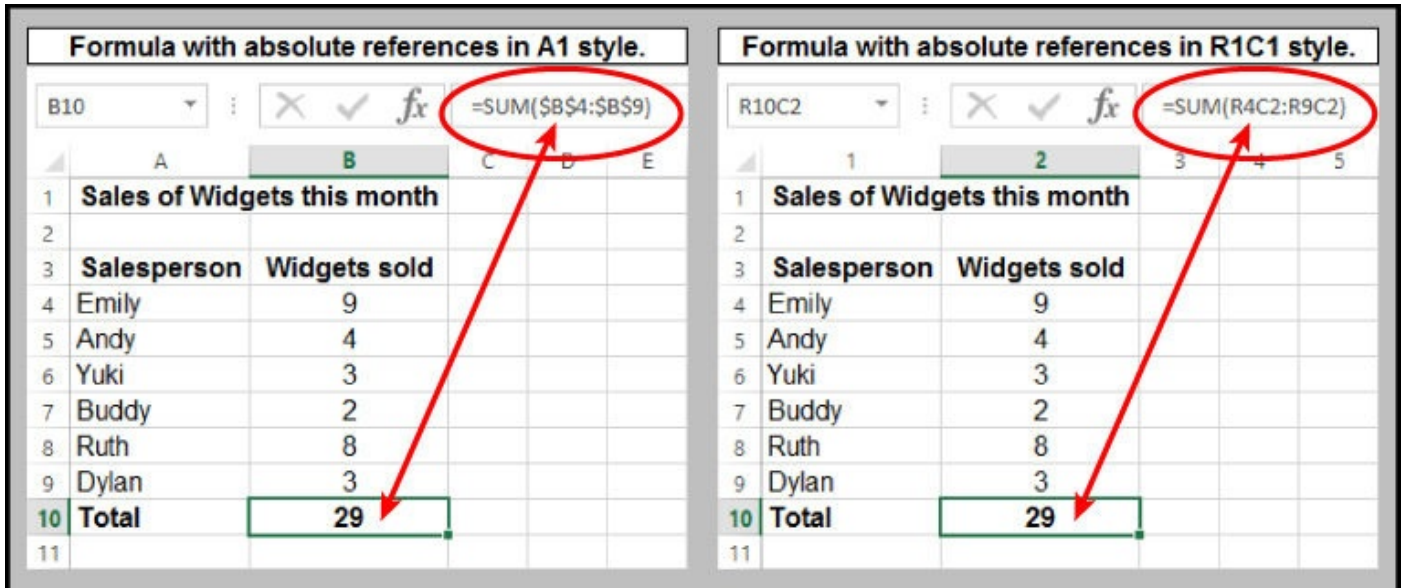 Formula with absolute references in A1 style.
B10 fx =SUM($B$4:$B$9)
A B C D E
1 Sales of Widgets this month
2
3 Salesperson Widgets sold
4 Emily 9
5 Andy 4
6 Yuki 3
7 Buddy 2
8 Ruth 8
9 Dylan 3
10 Total 29
11
Formula with absolute references in R1C1 style.
R10C2 fx =SUM(R4C2:R9C2)
1 2 3 4 5
1 Sales of Widgets this month
2
3 Salesperson Widgets sold
4 Emily 9
5 Andy 4
6 Yuki 3
7 Buddy 2
8 Ruth 8
9 Dylan 3
10 Total 29
11